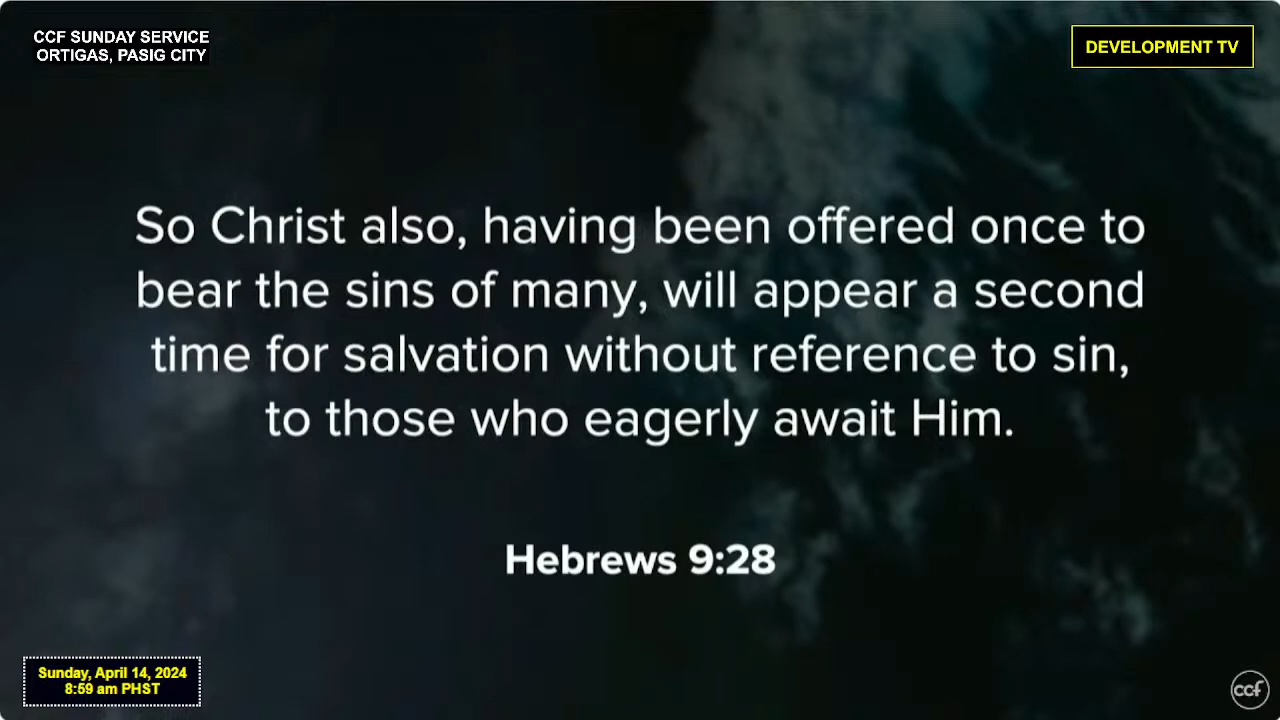 CCF SUNDAY SERVICE
ORTIGAS, PASIG CITY
DEVELOPMENT TV
So Christ also, having been offered once to
bear the sins of many, will appear a second
time for salvation without reference to sin,
to those who eagerly await Him.
Hebrews 9:28
Sunday, April 14, 2024
8:59 am PHST
ccf